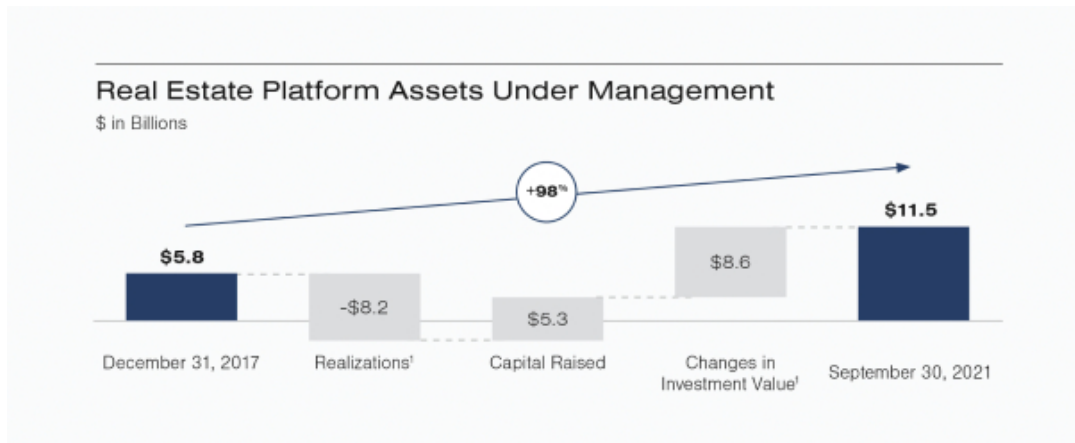 Real Estate Platform Assets Under Management
$ in Billions
+98%
$11.5
$5.8
$8.6
-$8.2
$5.3
December 31, 2017
Realizations¹
Capital Raised
Changes in
Investment Value¹
September 30, 2021